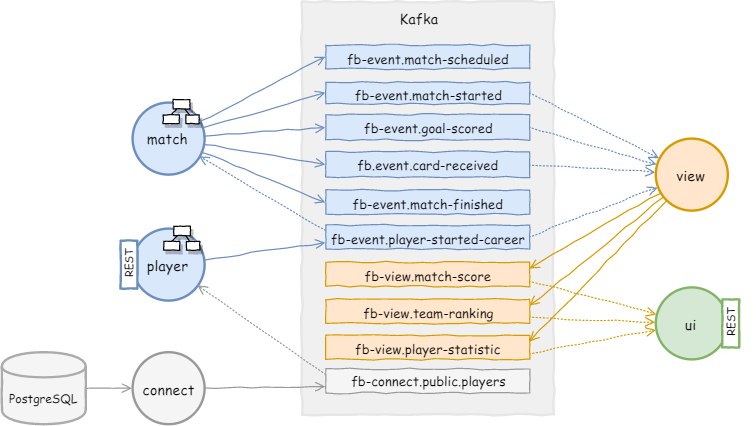 Kafka
fb-event.match-scheduled
fb-event.match-started
fb-event.goal-scored
fb.event.card-received
fb-event.match-finished
fb-event.player-started-career
fb-view.match-score
fb-view.team-ranking
fb-view.player-statistic
fb-connect.public.players
match
REST
player
PostgreSQL
connect
view
ui
REST